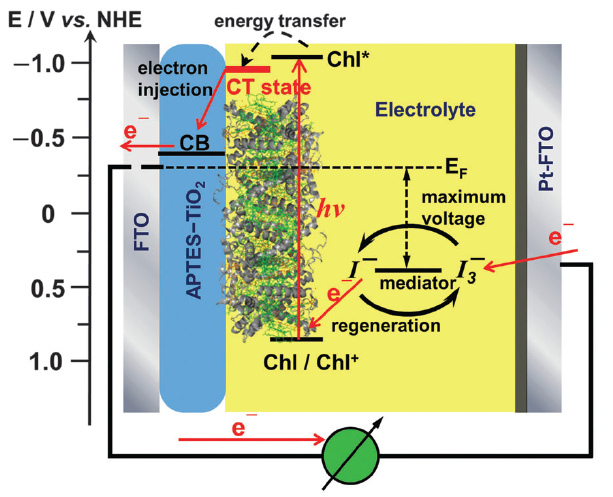 E / V vs. NHE
energy transfer
−1.0
Chl*
electron
injection
CT state
Electrolyte
e−
−0.5
CB
EF
maximum
voltage
0
hν
FTO
APTES–TiO2
Pt-FTO
e−
I−
I3−
mediator
e−
0.5
regeneration
1.0
Chl / Chl+
e−